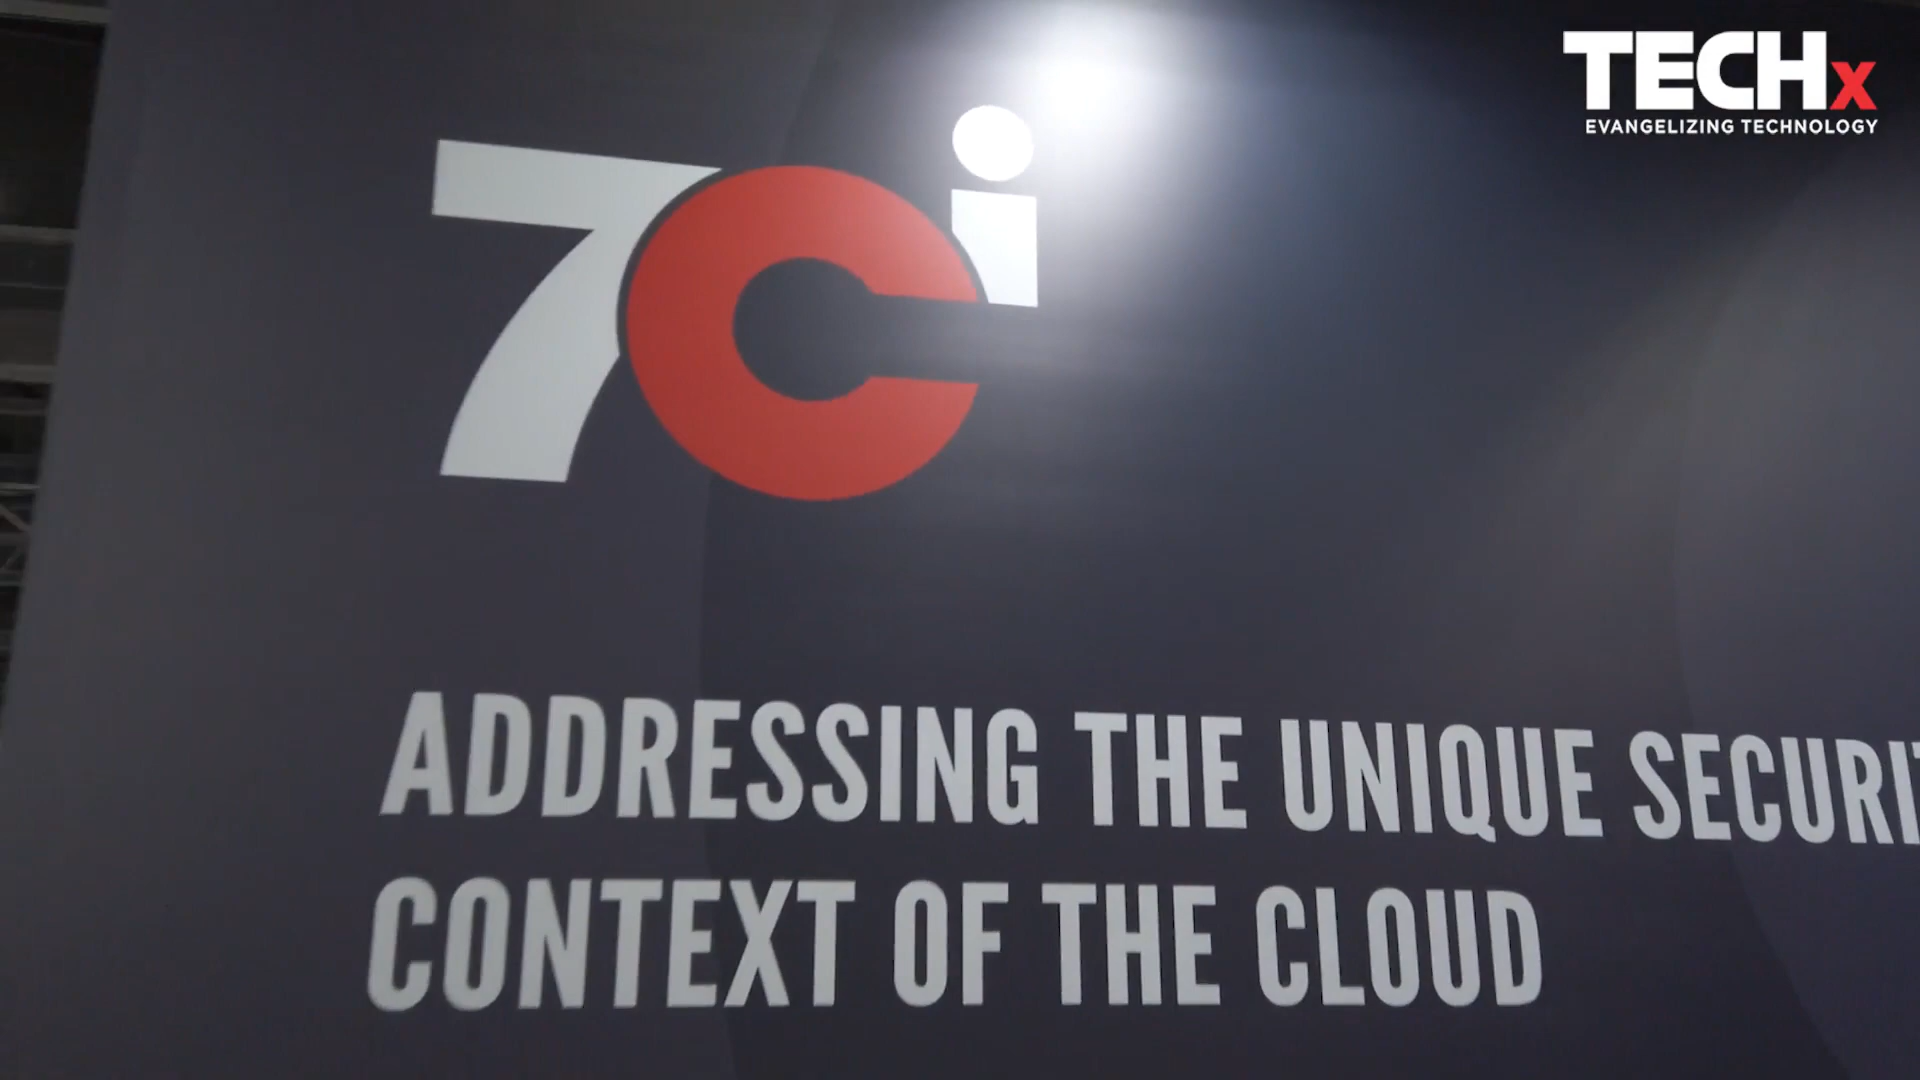 TECHx
EVANGELIZING TECHNOLOGY
7Ci
ADDRESSING THE UNIQUE
CONTEXT OF THE CLOUD